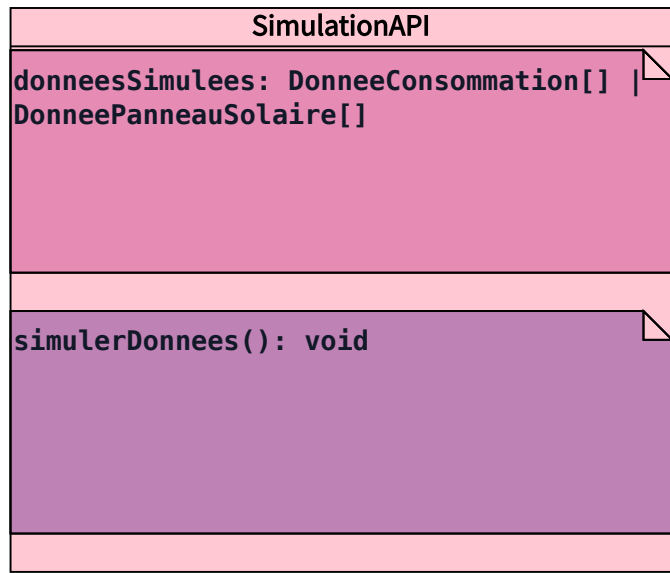 SimulationAPI
donneesSimulees: DonneeConsommation[] |
DonneePanneauSolaire[]
simulerDonnees(): void